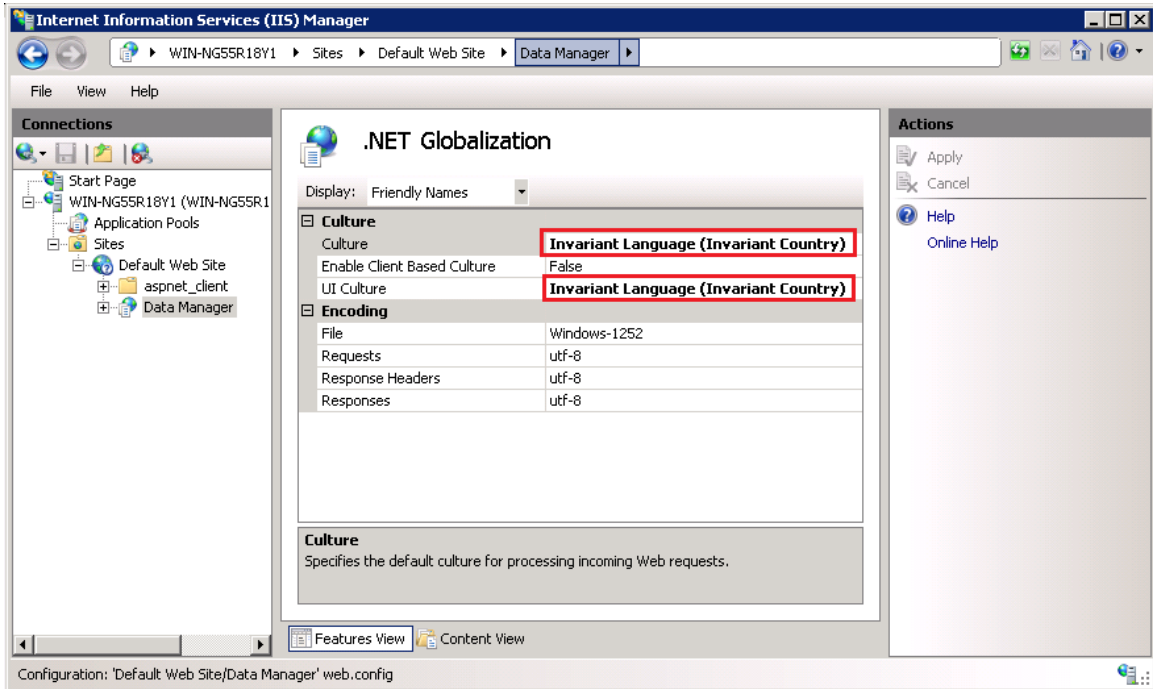 Internet Information Services (IIS) Manager
WIN-NG55R18Y1 Sites Default Web Site Data Manager
File View Help
Connections
Start Page
WIN-NG55R18Y1 (WIN-NG55R1
Application Pools
Sites
Default Web Site
aspnet_client
Data Manager
.NET Globalization
Display: Friendly Names
Culture
Culture Invariant Language (Invariant Country)
Enable Client Based Culture False
UI Culture Invariant Language (Invariant Country)
Encoding
File Windows-1252
Requests utf-8
Response Headers utf-8
Responses utf-8
Culture
Specifies the default culture for processing incoming Web requests.
Features View Content View
Actions
Apply
Cancel
Help
Online Help
Configuration: 'Default Web Site/Data Manager' web.config